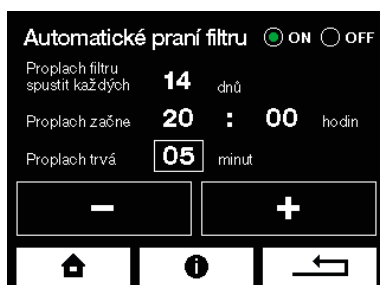 Automatické praní filtru ON OFF
Proplach filtru
spustit každých 14 dnů
Proplach začne 20 : 00 hodin
Proplach trvá 05 minut
− +